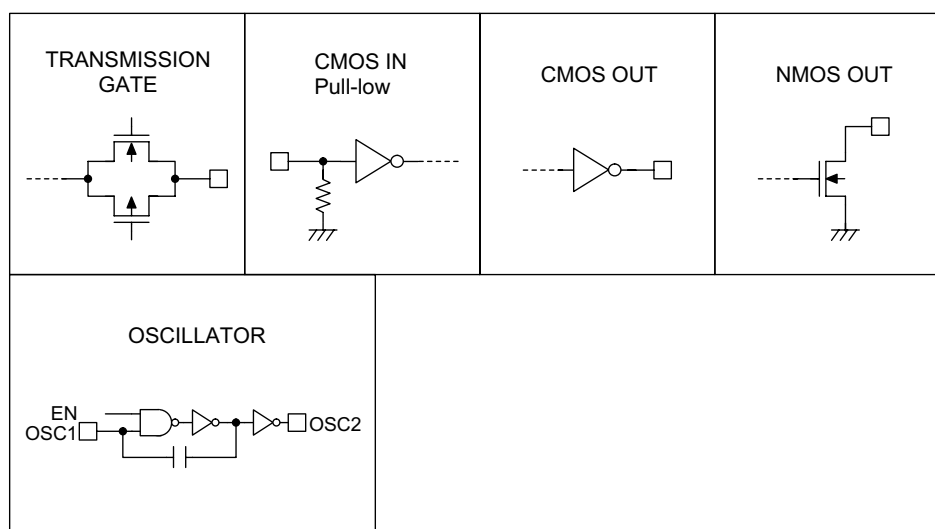 TRANSMISSION
GATE
CMOS IN
Pull-low
CMOS OUT
NMOS OUT
OSCILLATOR
EN
OSC1
OSC2